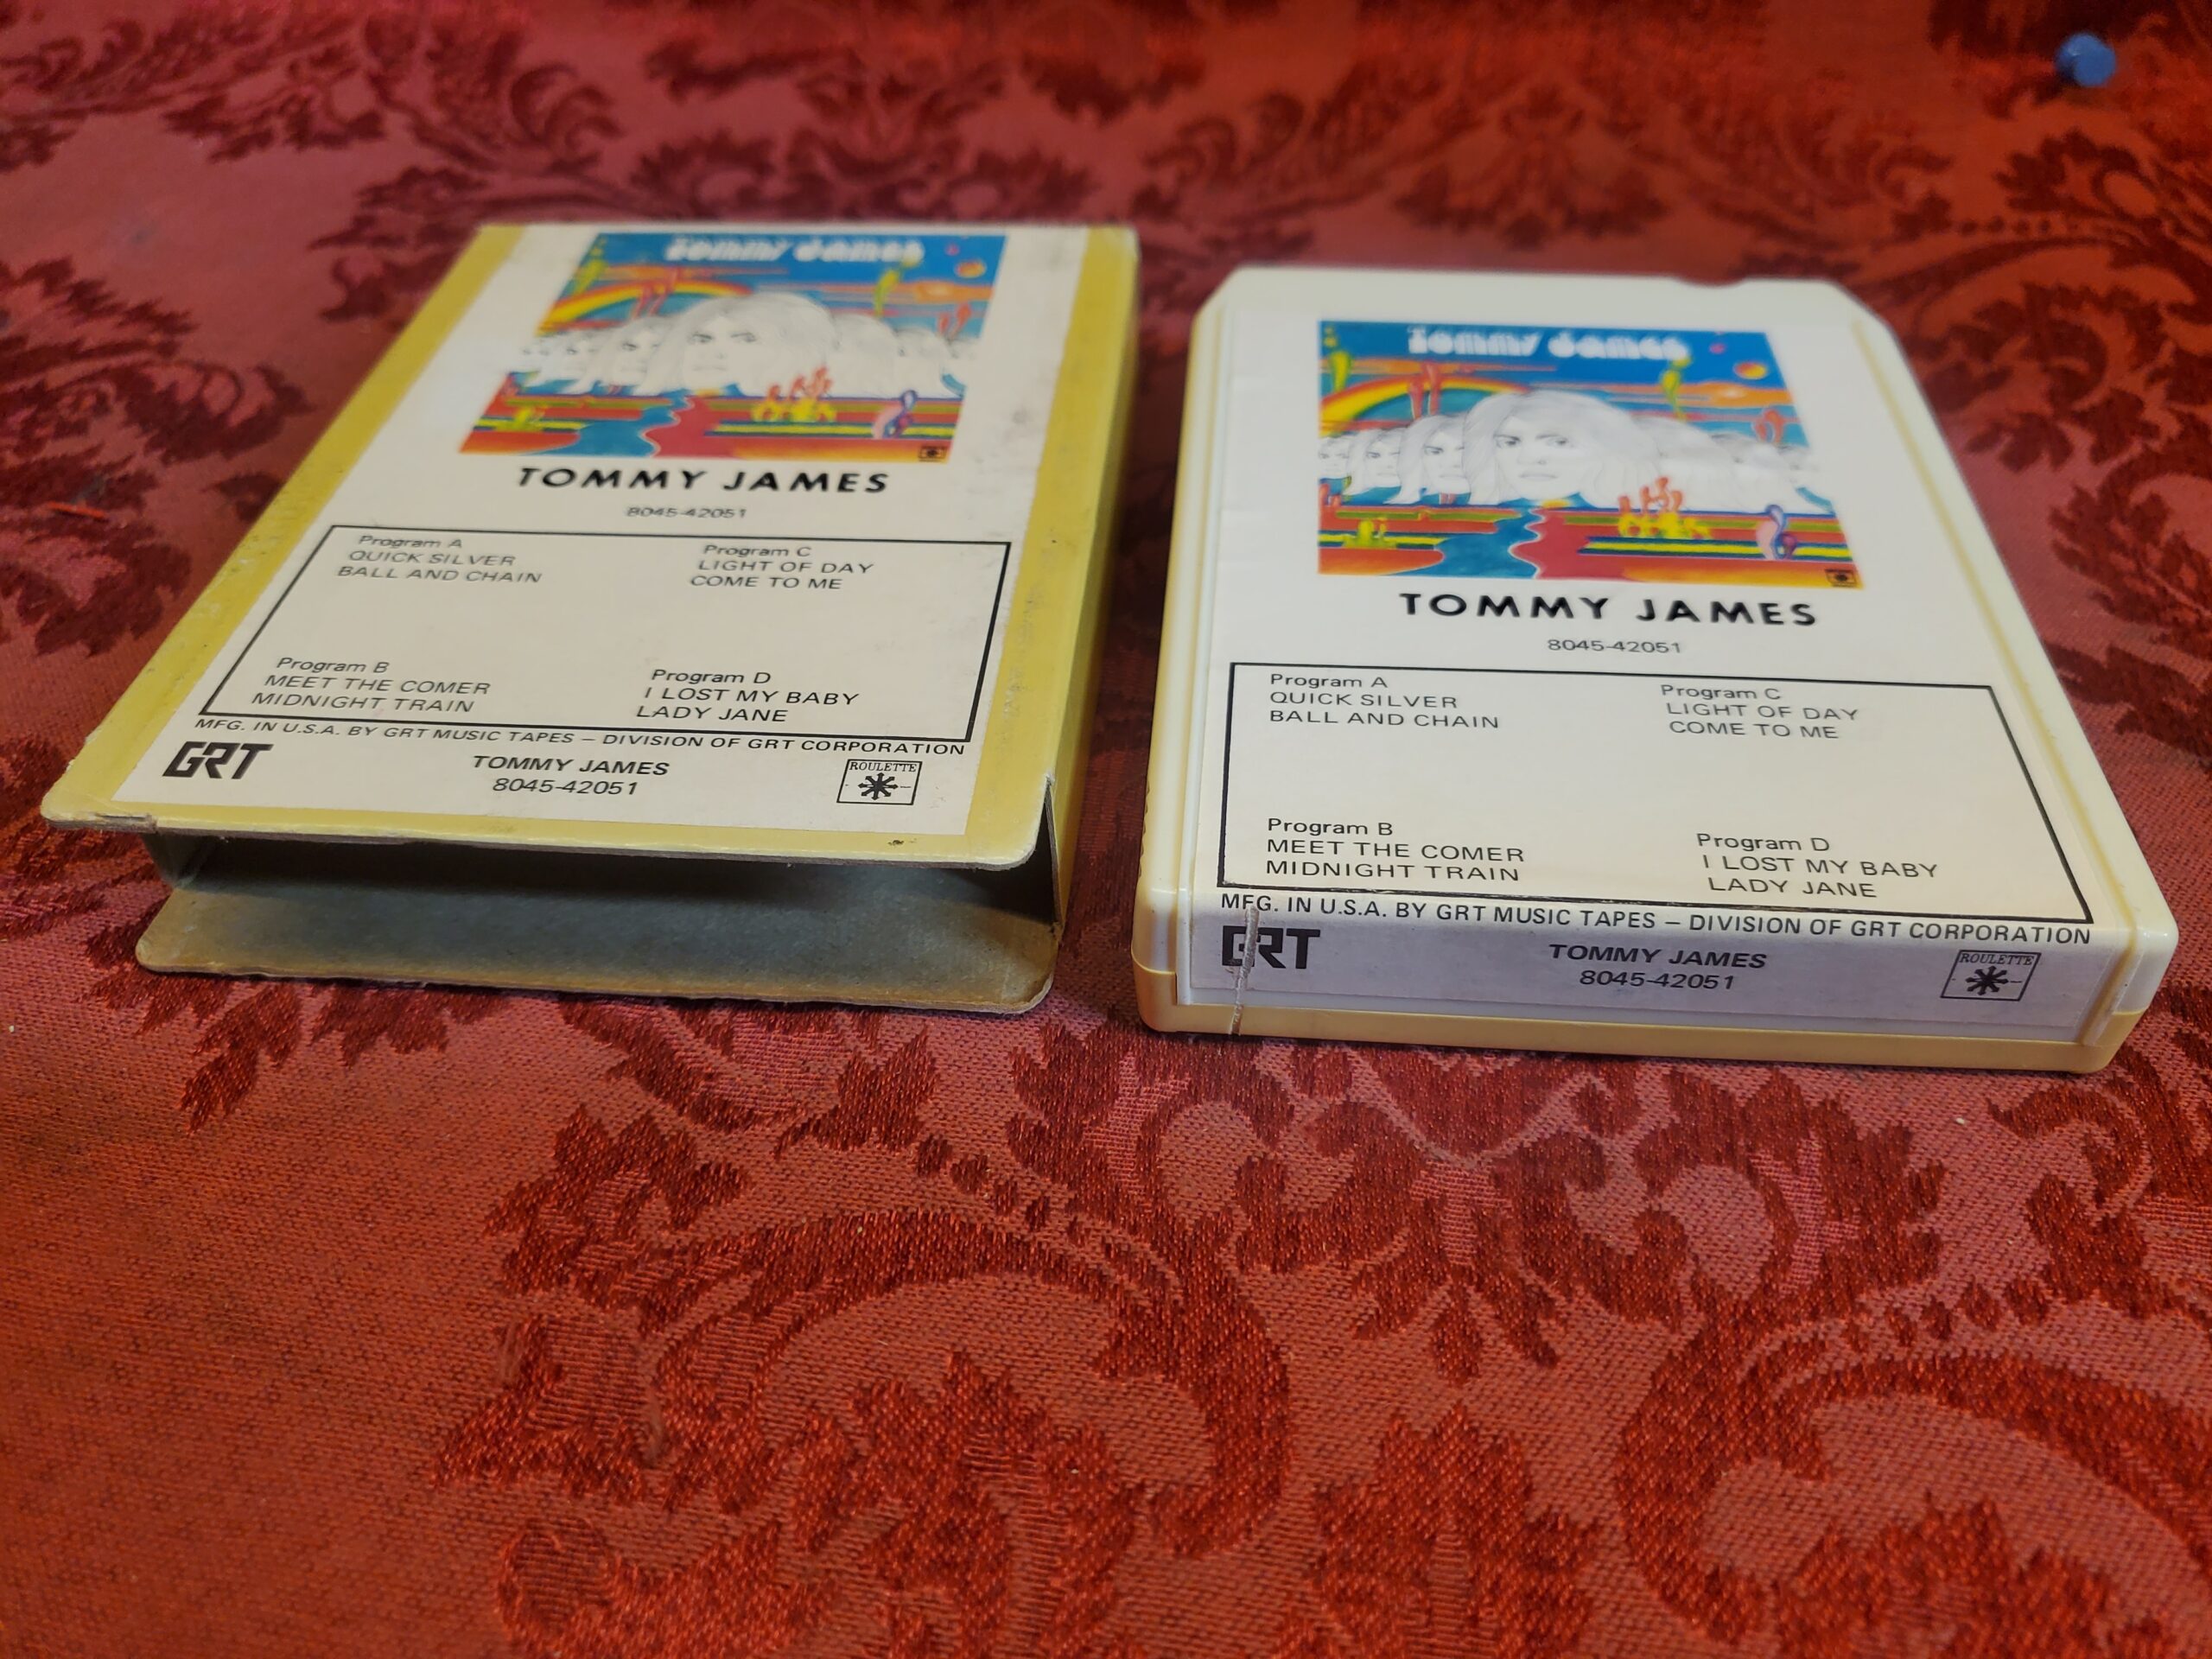 Tommy James
TOMMY JAMES
8045-42051
Program A
QUICK SILVER
BALL AND CHAIN
Program C
LIGHT OF DAY
COME TO ME
Program B
MEET THE COMER
MIDNIGHT TRAIN
Program D
I LOST MY BABY
LADY JANE
MFG. IN U.S.A. BY GRT MUSIC TAPES – DIVISION OF GRT CORPORATION
GRT
TOMMY JAMES
8045-42051
ROULETTE
Tommy James
TOMMY JAMES
8045-42051
Program A
QUICK SILVER
BALL AND CHAIN
Program C
LIGHT OF DAY
COME TO ME
Program B
MEET THE COMER
MIDNIGHT TRAIN
Program D
I LOST MY BABY
LADY JANE
MFG. IN U.S.A. BY GRT MUSIC TAPES – DIVISION OF GRT CORPORATION
GRT
TOMMY JAMES
8045-42051
ROULETTE